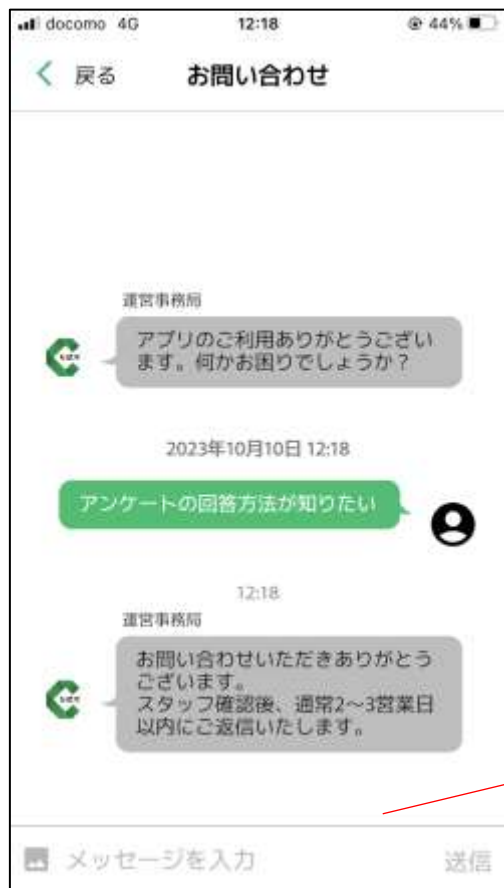 docomo 4G 12:18 44%
戻る お問い合わせ
運営事務局
アプリのご利用ありがとうござい
ます。何かお困りでしょうか？
2023年10月10日 12:18
アンケートの回答方法が知りたい
12:18
運営事務局
お問い合わせいただきありがとう
ございます。
スタッフ確認後、通常2～3営業日
以内にご返信いたします。
メッセージを入力 送信